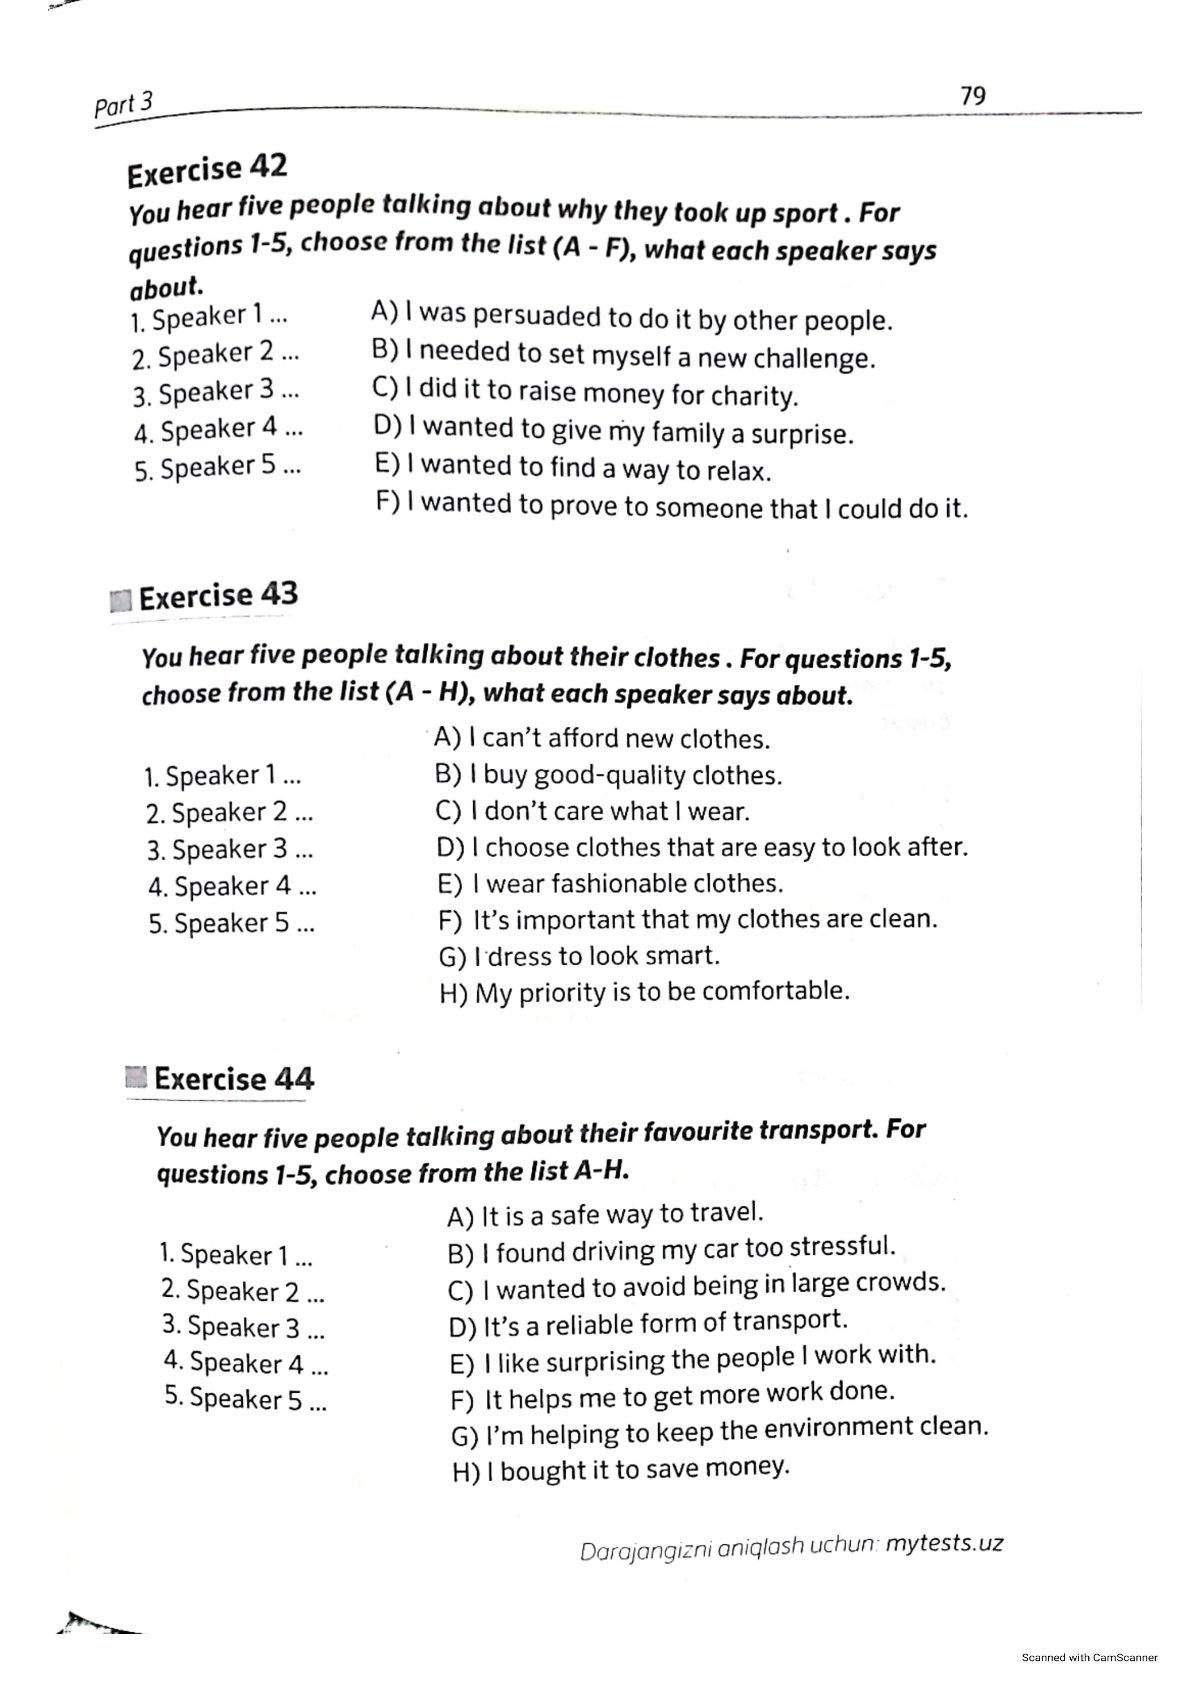 Part 3
79
Exercise 42
You hear five people talking about why they took up sport . For
questions 1-5, choose from the list (A - F), what each speaker says
about.
1. Speaker 1 ...
A) I was persuaded to do it by other people.
2. Speaker 2 ...
B) I needed to set myself a new challenge.
3. Speaker 3 ...
C) I did it to raise money for charity.
4. Speaker 4 ...
D) I wanted to give my family a surprise.
5. Speaker 5 ...
E) I wanted to find a way to relax.
F) I wanted to prove to someone that I could do it.
Exercise 43
You hear five people talking about their clothes . For questions 1-5,
choose from the list (A - H), what each speaker says about.
A) I can't afford new clothes.
1. Speaker 1 ...
B) I buy good-quality clothes.
2. Speaker 2 ...
C) I don't care what I wear.
3. Speaker 3 ...
D) I choose clothes that are easy to look after.
4. Speaker 4 ...
E) I wear fashionable clothes.
5. Speaker 5 ...
F) It's important that my clothes are clean.
G) I dress to look smart.
H) My priority is to be comfortable.
Exercise 44
You hear five people talking about their favourite transport. For
questions 1-5, choose from the list A-H.
A) It is a safe way to travel.
1. Speaker 1 ...
B) I found driving my car too stressful.
2. Speaker 2 ...
C) I wanted to avoid being in large crowds.
3. Speaker 3 ...
D) It's a reliable form of transport.
4. Speaker 4 ...
E) I like surprising the people I work with.
5. Speaker 5 ...
F) It helps me to get more work done.
G) I'm helping to keep the environment clean.
H) I bought it to save money.
Darajangizni aniqlash uchun: mytests.uz
Scanned with CamScanner